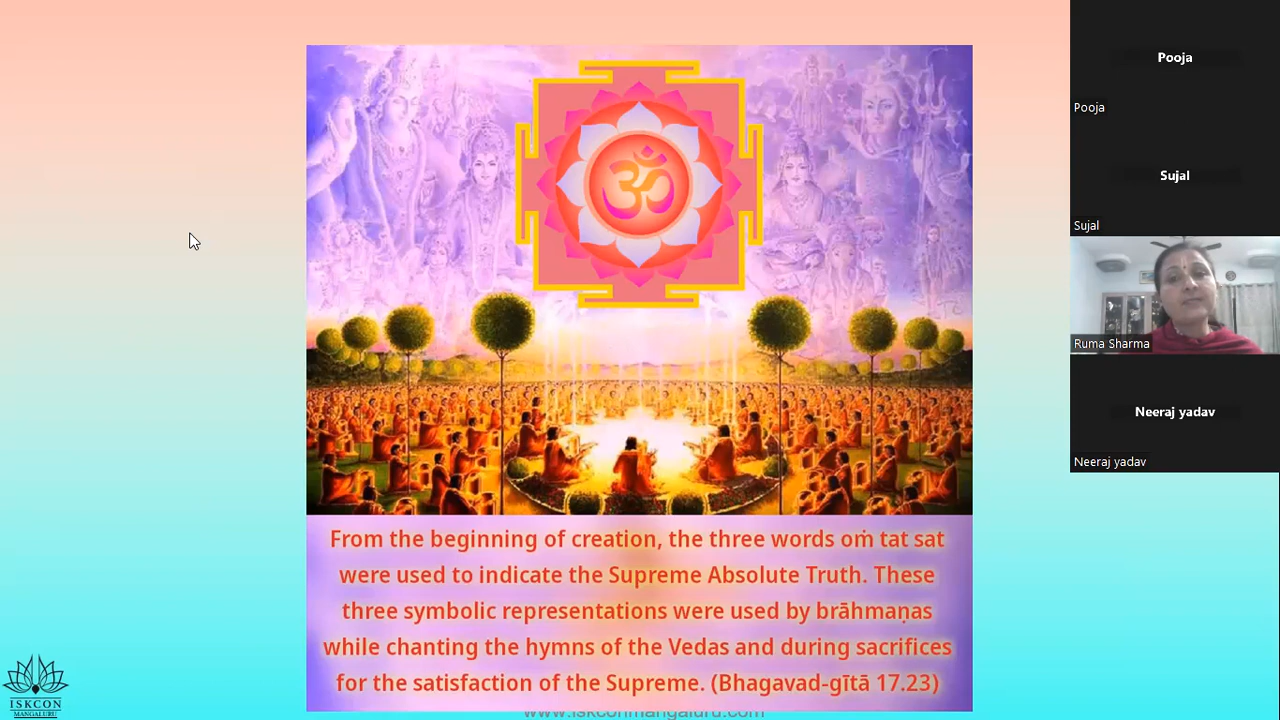 ॐ
From the beginning of creation, the three words oṁ tat sat
were used to indicate the Supreme Absolute Truth. These
three symbolic representations were used by brāhmaṇas
while chanting the hymns of the Vedas and during sacrifices
for the satisfaction of the Supreme. (Bhagavad-gītā 17.23)
www.iskconmangaluru.com
ISKCON
MANGALURU
Pooja
Pooja
Sujal
Sujal
Ruma Sharma
Neeraj yadav
Neeraj yadav